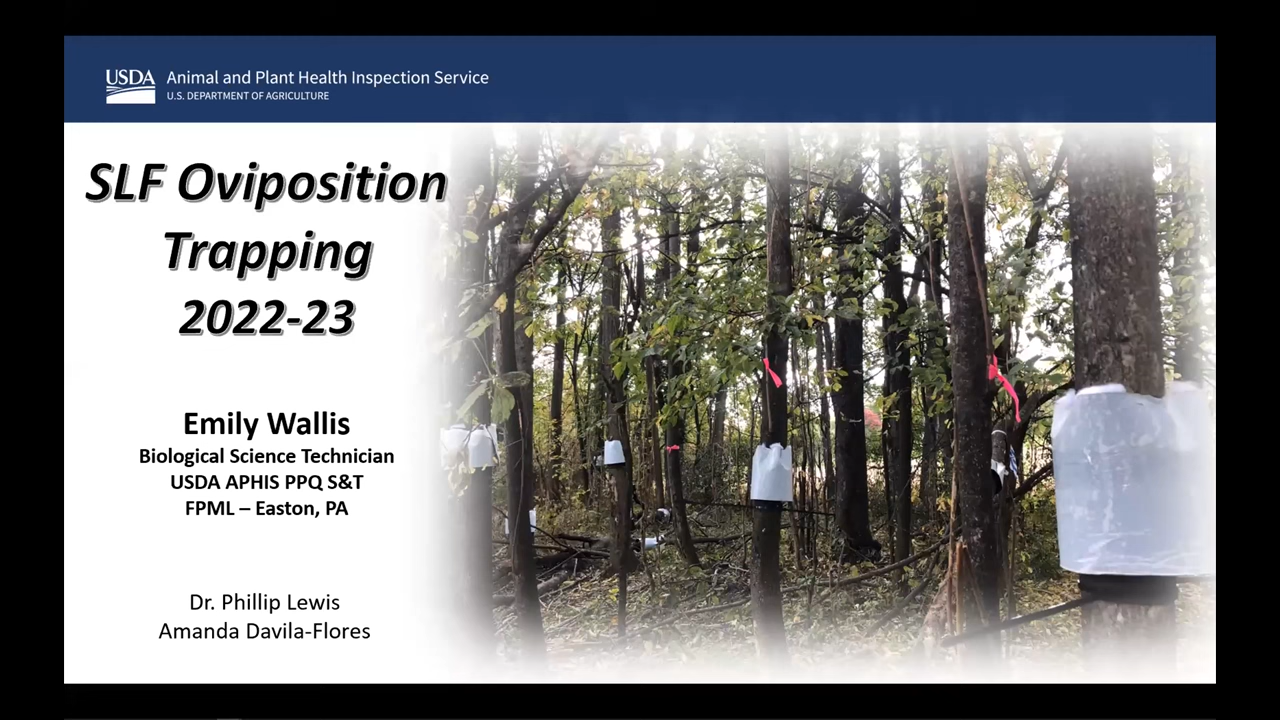 USDA
Animal and Plant Health Inspection Service
U.S. DEPARTMENT OF AGRICULTURE
SLF Oviposition
Trapping
2022-23
Emily Wallis
Biological Science Technician
USDA APHIS PPQ S&T
FPML – Easton, PA
Dr. Phillip Lewis
Amanda Davila-Flores